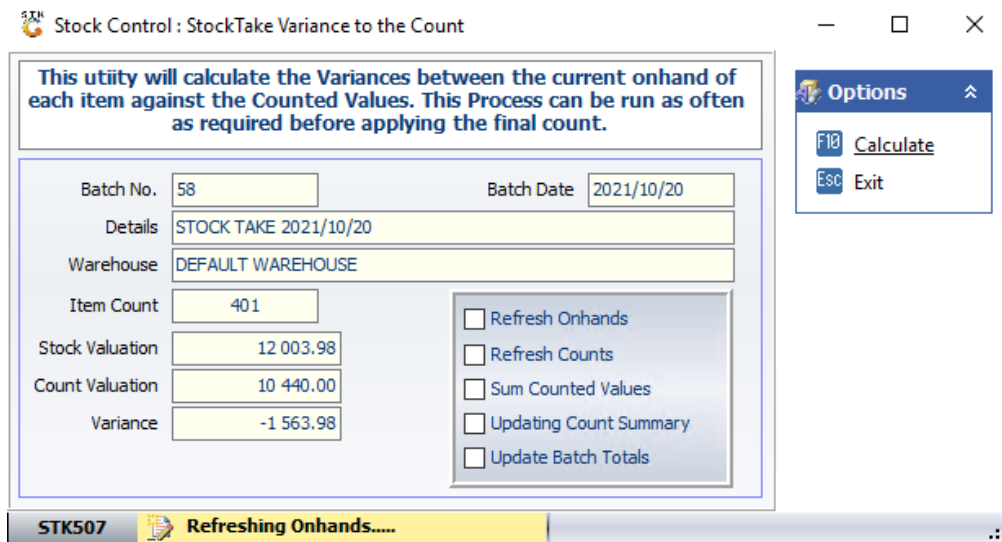 Stock Control : StockTake Variance to the Count
This utiity will calculate the Variances between the current onhand of
each item against the Counted Values. This Process can be run as often
as required before applying the final count.
Options
F10 Calculate
Esc Exit
Batch No. 58 Batch Date 2021/10/20
Details STOCK TAKE 2021/10/20
Warehouse DEFAULT WAREHOUSE
Item Count 401
Stock Valuation 12 003.98
Count Valuation 10 440.00
Variance -1 563.98
Refresh Onhands
Refresh Counts
Sum Counted Values
Updating Count Summary
Update Batch Totals
STK507 Refreshing Onhands.....